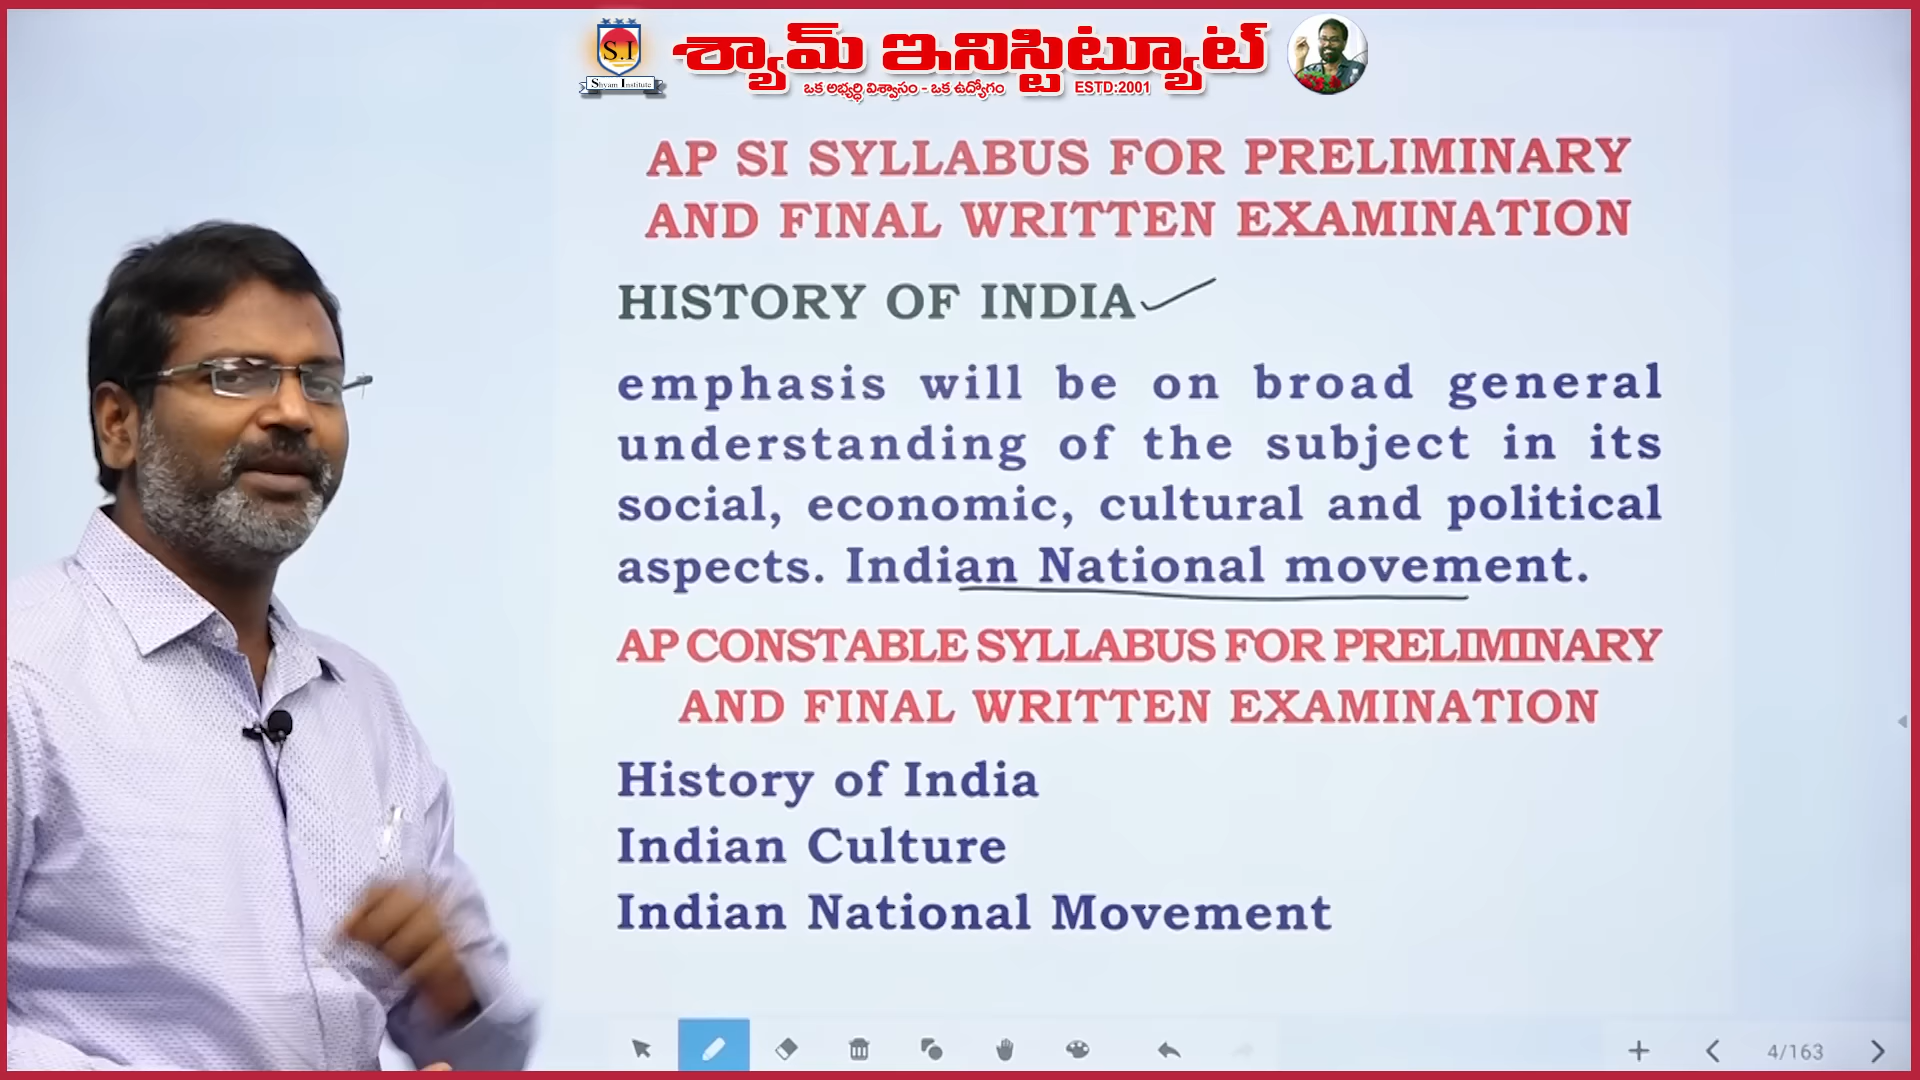 S.I
Shyam Institute
శ్యామ్ ఇనిస్టిట్యూట్
ఒక అభ్యర్ధి విశ్వాసం - ఒక ఉద్యోగం ESTD:2001
AP SI SYLLABUS FOR PRELIMINARY
AND FINAL WRITTEN EXAMINATION
HISTORY OF INDIA
emphasis will be on broad general
understanding of the subject in its
social, economic, cultural and political
aspects. Indian National movement.
AP CONSTABLE SYLLABUS FOR PRELIMINARY
AND FINAL WRITTEN EXAMINATION
History of India
Indian Culture
Indian National Movement
4/163